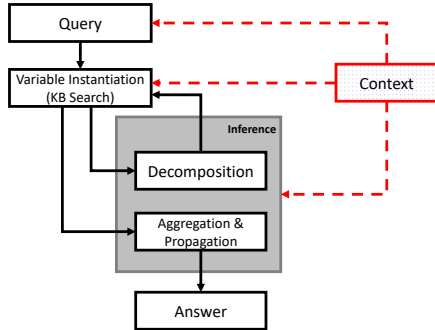 Query
Variable Instantiation
(KB Search)
Context
Inference
Decomposition
Aggregation &
Propagation
Answer